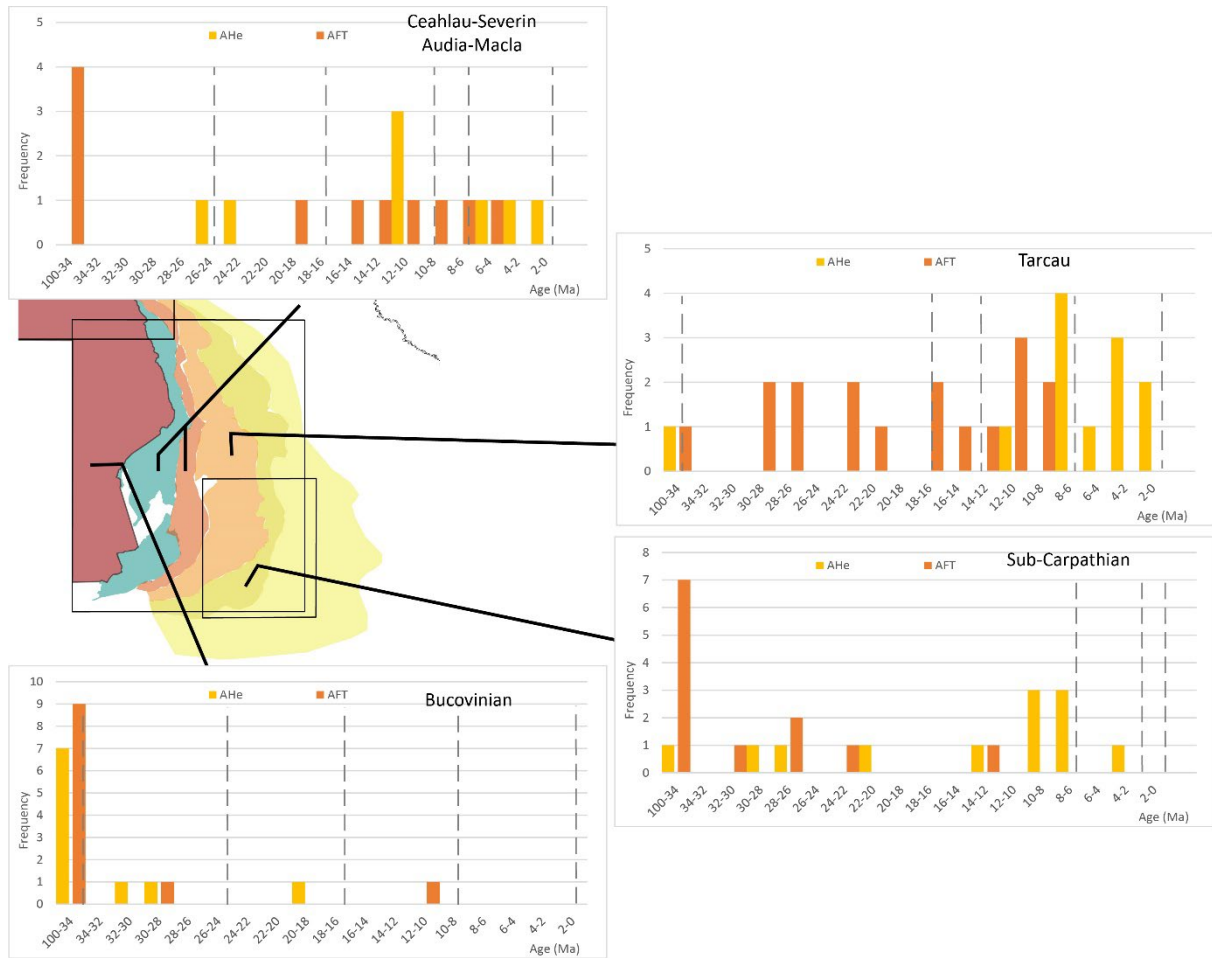 Ceahlau-Severin
Audia-Macla
AHe AFT
5
4
3
2
1
0
Frequency
100-34 34-32 32-30 30-28 28-26 26-24 24-22 22-20 20-18 18-16 16-14 14-12 12-10 10-8 8-6 6-4 4-2 2-0
Age (Ma)
Tarcau
AHe AFT
5
4
3
2
1
0
Frequency
100-34 34-32 32-30 30-28 28-26 26-24 24-22 22-20 20-18 18-16 16-14 14-12 12-10 10-8 8-6 6-4 4-2 2-0
Age (Ma)
Sub-Carpathian
AHe AFT
8
7
6
5
4
3
2
1
0
Frequency
100-34 34-32 32-30 30-28 28-26 26-24 24-22 22-20 20-18 18-16 16-14 14-12 12-10 10-8 8-6 6-4 4-2 2-0
Age (Ma)
Bucovinian
AHe AFT
10
9
8
7
6
5
4
3
2
1
0
Frequency
100-34 34-32 32-30 30-28 28-26 26-24 24-22 22-20 20-18 18-16 16-14 14-12 12-10 10-8 8-6 6-4 4-2 2-0
Age (Ma)